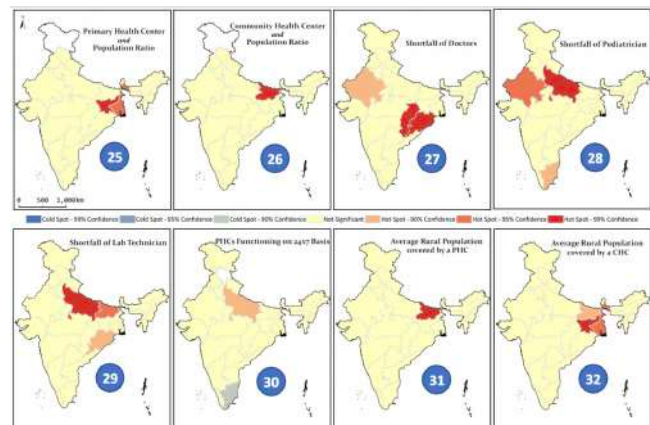 Primary Health Center
and
Population Ratio
25
0 500 1,000km
Community Health Center
and
Population Ratio
26
Shortfall of Doctors
27
Shortfall of Pediatrician
28
Cold Spot - 99% Confidence Cold Spot - 95% Confidence Cold Spot - 90% Confidence Not Significant Hot Spot - 90% Confidence Hot Spot - 95% Confidence Hot Spot - 99% Confidence
Shortfall of Lab Technician
29
PHCs Functioning on 24x7 Basis
30
Average Rural Population
covered by a PHC
31
Average Rural Population
covered by a CHC
32